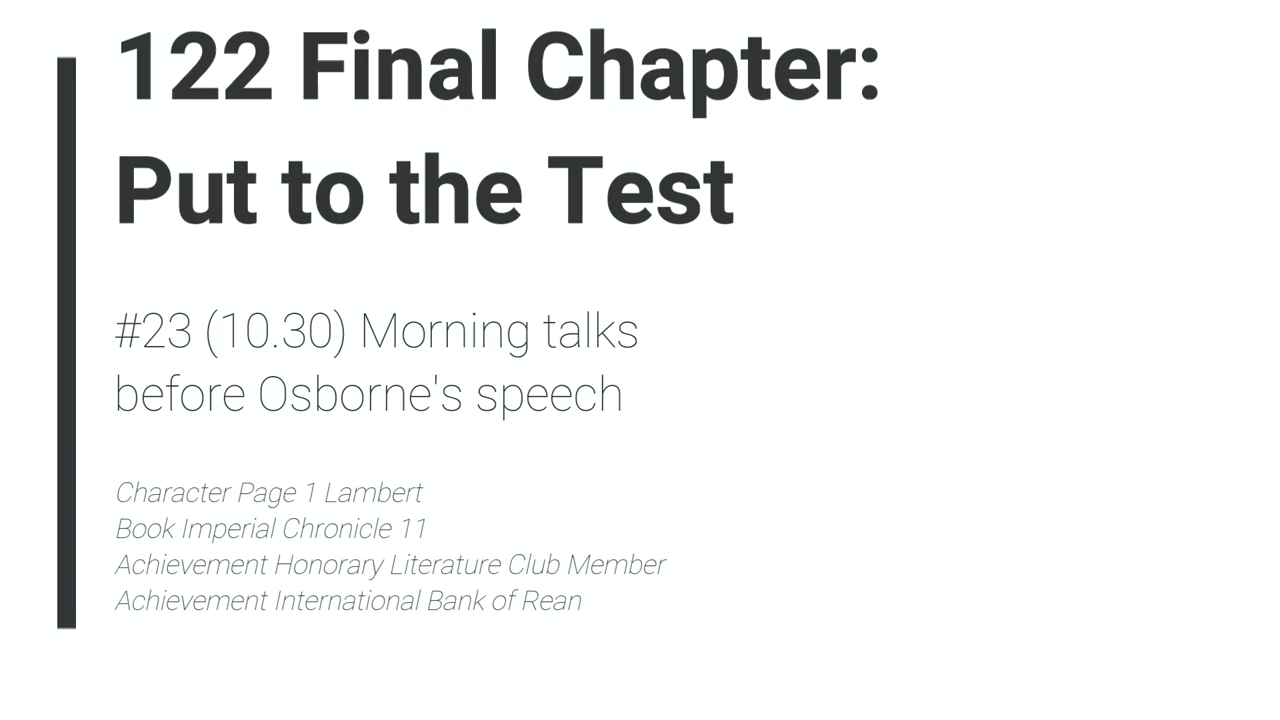 122 Final Chapter:
Put to the Test
#23 (10.30) Morning talks
before Osborne's speech
Character Page 1 Lambert
Book Imperial Chronicle 11
Achievement Honorary Literature Club Member
Achievement International Bank of Rean